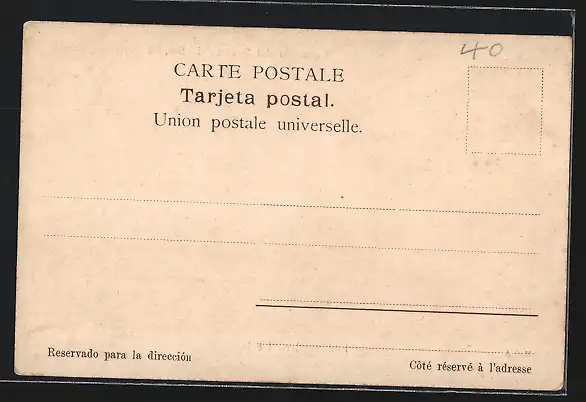 40
CARTE POSTALE
Tarjeta postal.
Union postale universelle.
Reservado para la dirección
Côté réservé à l'adresse